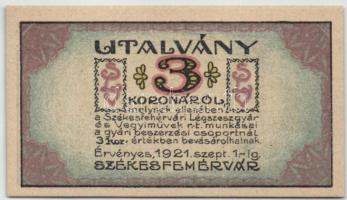 UTALVÁNY
3
KORONÁRÓL
amelynek ellenében
a Székesfehérvári Légszeszgyár
és Vegyiművek r.t. munkásai
a gyári beszerzési csoportnál
3 kor. értékben bevásárolhatnak.
Érvényes, 1921. szept. 1-ig.
SZÉKESFEHÉRVÁR